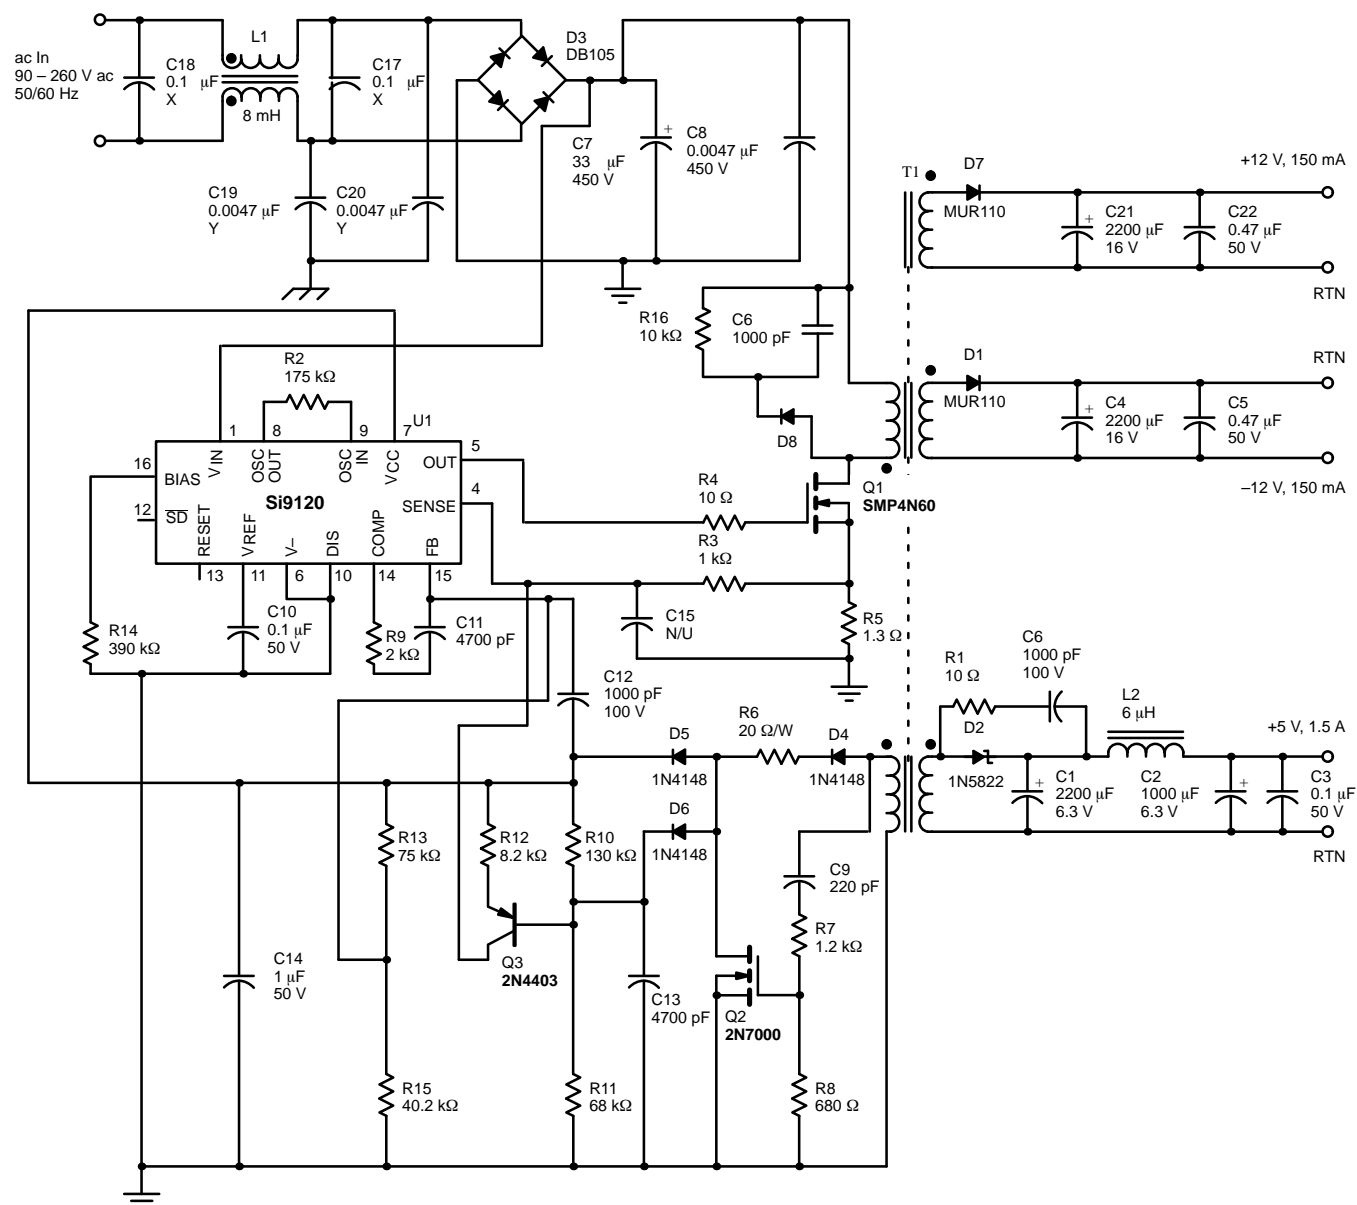 ac In
90 – 260 V ac
50/60 Hz
C18
0.1 μF
X
L1
8 mH
C17
0.1 μF
X
D3
DB105
C19
0.0047 μF
Y
C20
0.0047 μF
Y
C7
33 μF
450 V
+
C8
0.0047 μF
450 V
T1
D7
MUR110
+12 V, 150 mA
+
C21
2200 μF
16 V
C22
0.47 μF
50 V
RTN
R16
10 kΩ
C6
1000 pF
D8
D1
MUR110
RTN
+
C4
2200 μF
16 V
C5
0.47 μF
50 V
–12 V, 150 mA
R2
175 kΩ
U1
1
8
9
7
VIN
OSC OUT
OSC IN
VCC
16
BIAS
12
SD
Si9120
OUT
5
SENSE
4
RESET
VREF
V–
DIS
COMP
FB
13
11
6
10
14
15
R4
10 Ω
Q1
SMP4N60
R3
1 kΩ
R14
390 kΩ
C10
0.1 μF
50 V
R9
2 kΩ
C11
4700 pF
C15
N/U
R5
1.3 Ω
C12
1000 pF
100 V
R6
20 Ω/W
D5
1N4148
D4
1N4148
D6
1N4148
R1
10 Ω
C6
1000 pF
100 V
D2
1N5822
L2
6 μH
+5 V, 1.5 A
+
C1
2200 μF
6.3 V
C2
1000 μF
6.3 V
+
C3
0.1 μF
50 V
RTN
R13
75 kΩ
R12
8.2 kΩ
R10
130 kΩ
C9
220 pF
R7
1.2 kΩ
C14
1 μF
50 V
Q3
2N4403
C13
4700 pF
Q2
2N7000
R15
40.2 kΩ
R11
68 kΩ
R8
680 Ω